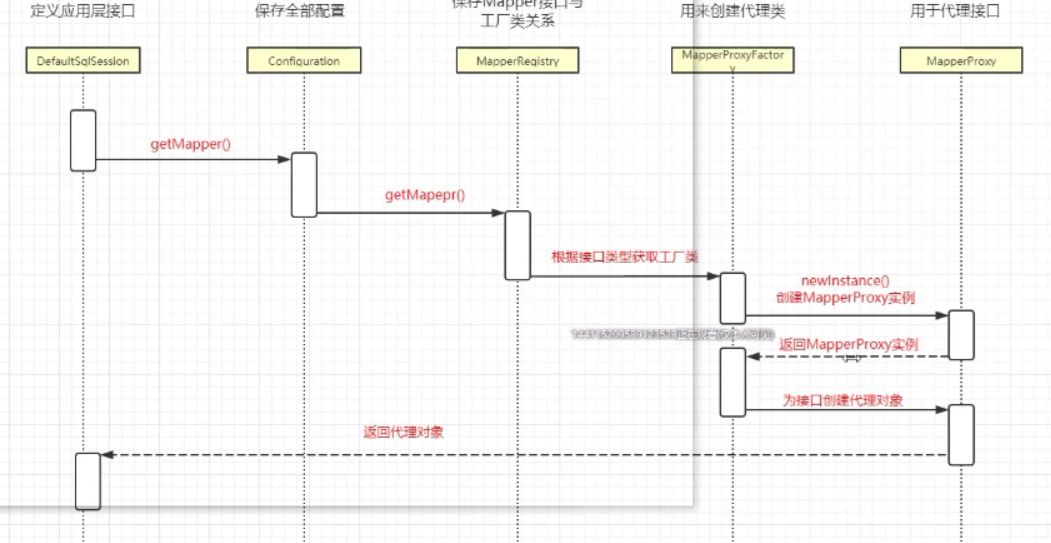 定义应用层接口
保存全部配置
保存Mapper接口与
工厂类关系
用来创建代理类
用于代理接口
DefaultSqlSession
Configuration
MapperRegistry
MapperProxyFactor
y
MapperProxy
getMapper()
getMapepr()
根据接口类型获取工厂类
newInstance()
创建MapperProxy实例
返回MapperProxy实例
为接口创建代理对象
返回代理对象